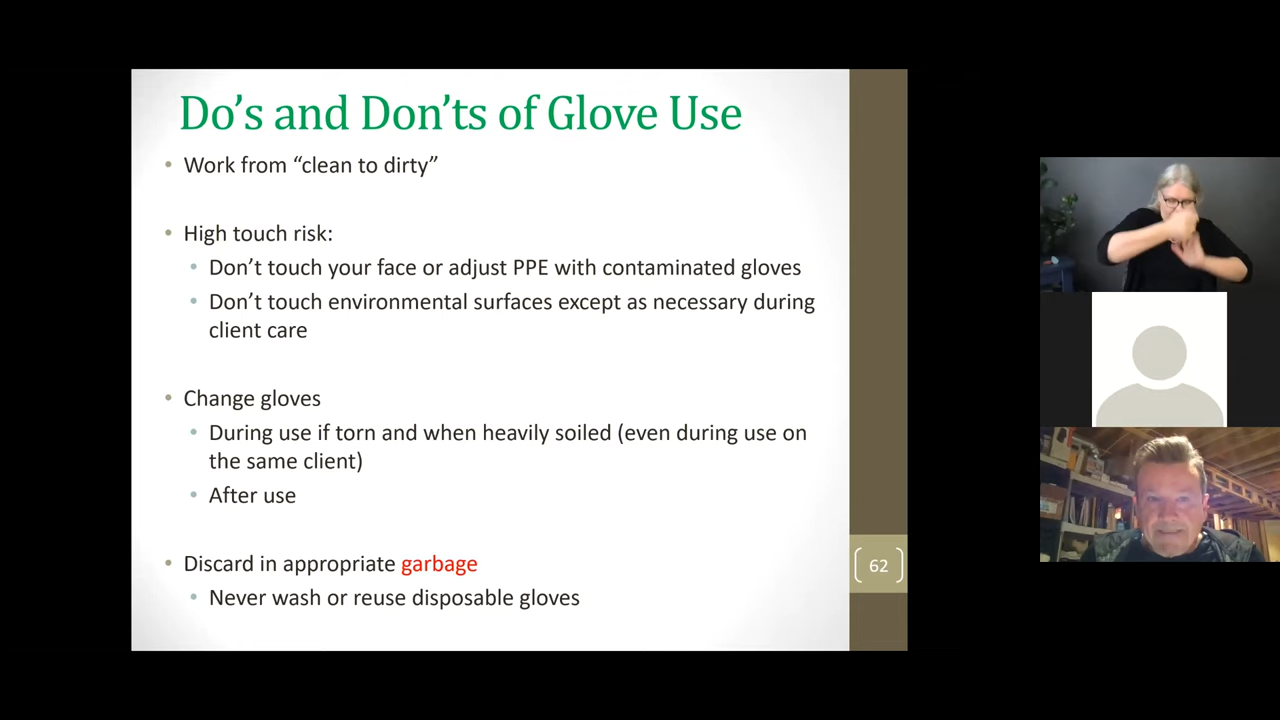 Do’s and Don’ts of Glove Use
• Work from “clean to dirty”
• High touch risk:
• Don’t touch your face or adjust PPE with contaminated gloves
• Don’t touch environmental surfaces except as necessary during
client care
• Change gloves
• During use if torn and when heavily soiled (even during use on
the same client)
• After use
• Discard in appropriate garbage
• Never wash or reuse disposable gloves
62